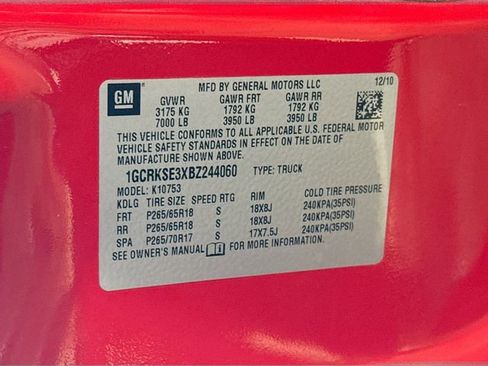 GM
MFD BY GENERAL MOTORS LLC
12/10
GVWR GAWR FRT GAWR RR
3175 KG 1792 KG 1792 KG
7000 LB 3950 LB 3950 LB
THIS VEHICLE CONFORMS TO ALL APPLICABLE U.S. FEDERAL MOTOR
VEHICLE SAFETY STANDARDS IN EFFECT ON THE DATE OF
MANUFACTURE SHOWN ABOVE.
1GCRKSE3XBZ244060 TYPE: TRUCK
MODEL: K10753
KDLG TIRE SIZE SPEED RTG RIM COLD TIRE PRESSURE
FRT P265/65R18 S 18X8J 240KPA(35PSI)
RR P265/65R18 S 18X8J 240KPA(35PSI)
SPA P265/70R17 S 17X7.5J 240KPA(35PSI)
SEE OWNER'S MANUAL FOR ADDITIONAL INFORMATION.